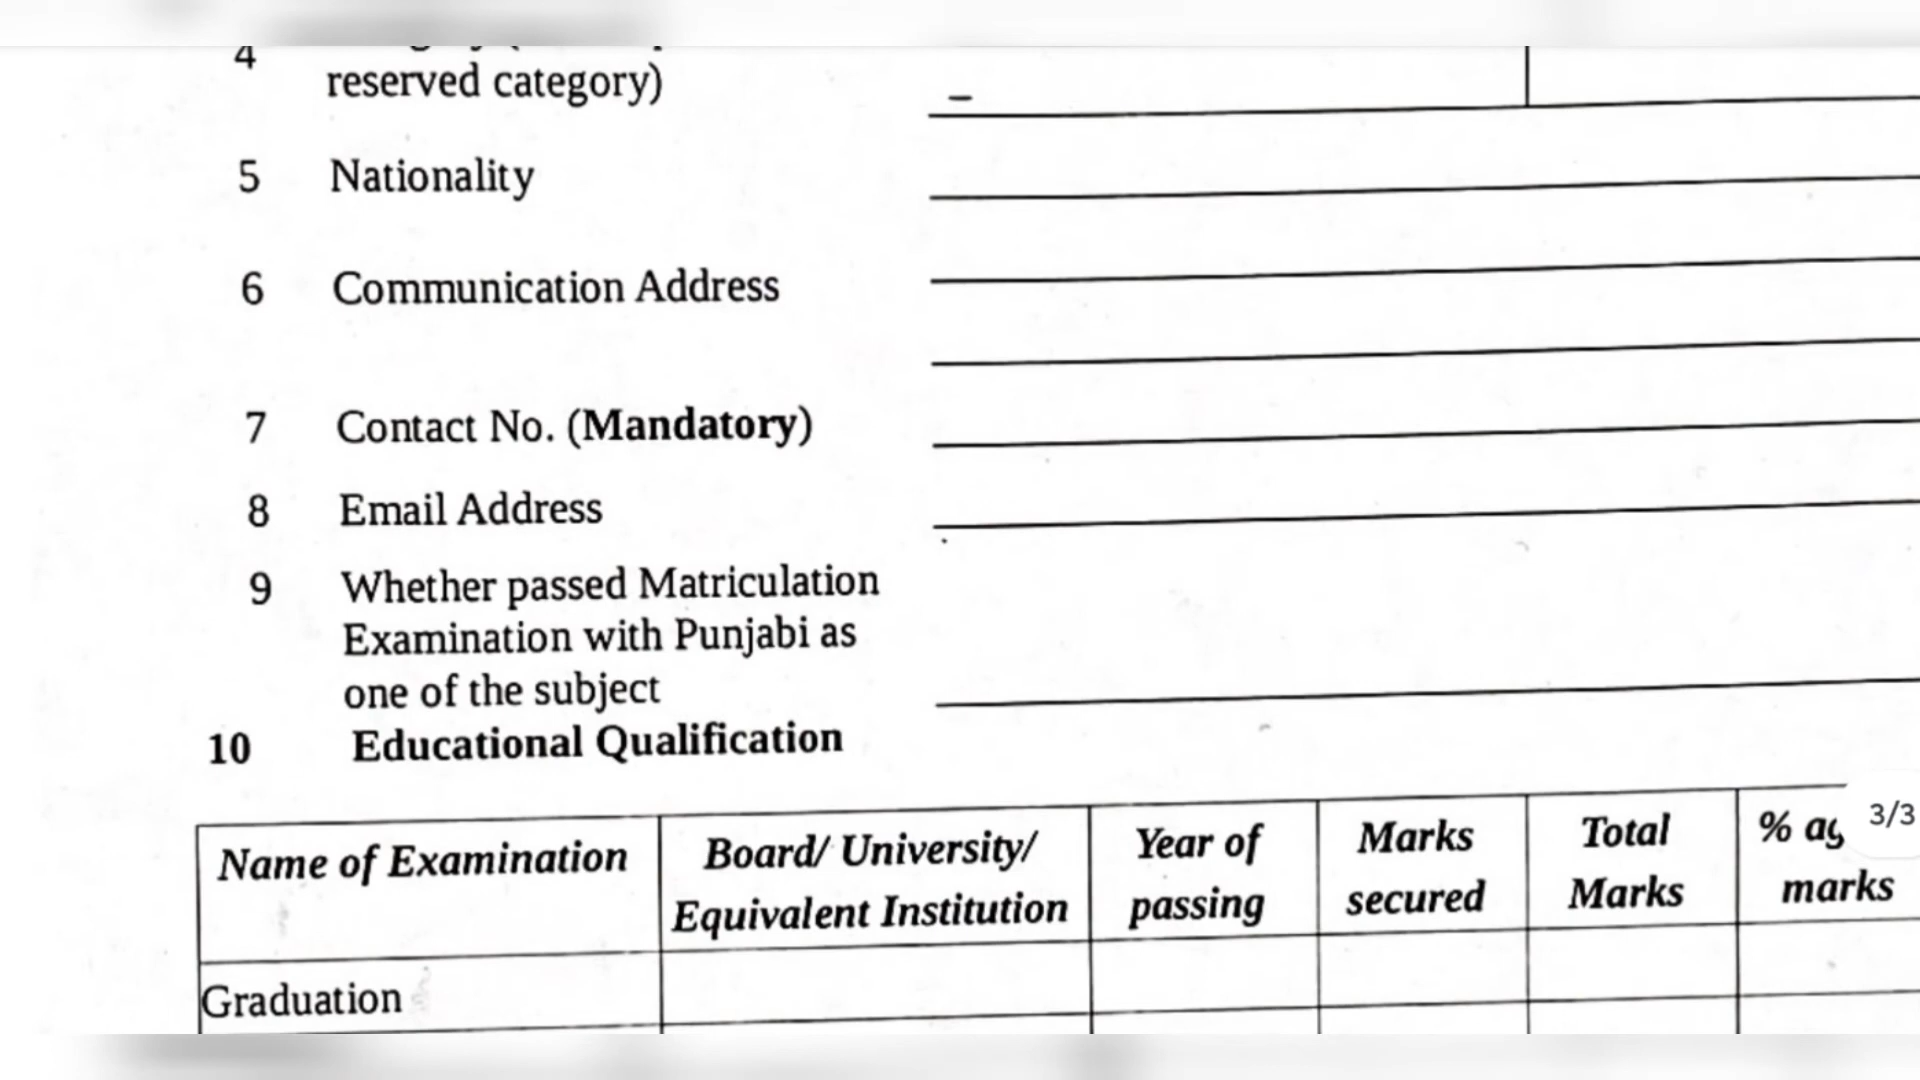 4
reserved category)
5 Nationality
6 Communication Address
7 Contact No. (Mandatory)
8 Email Address
9 Whether passed Matriculation
Examination with Punjabi as
one of the subject
10 Educational Qualification
Name of Examination
Board/ University/
Equivalent Institution
Year of
passing
Marks
secured
Total
Marks
%
marks
3/3
Graduation